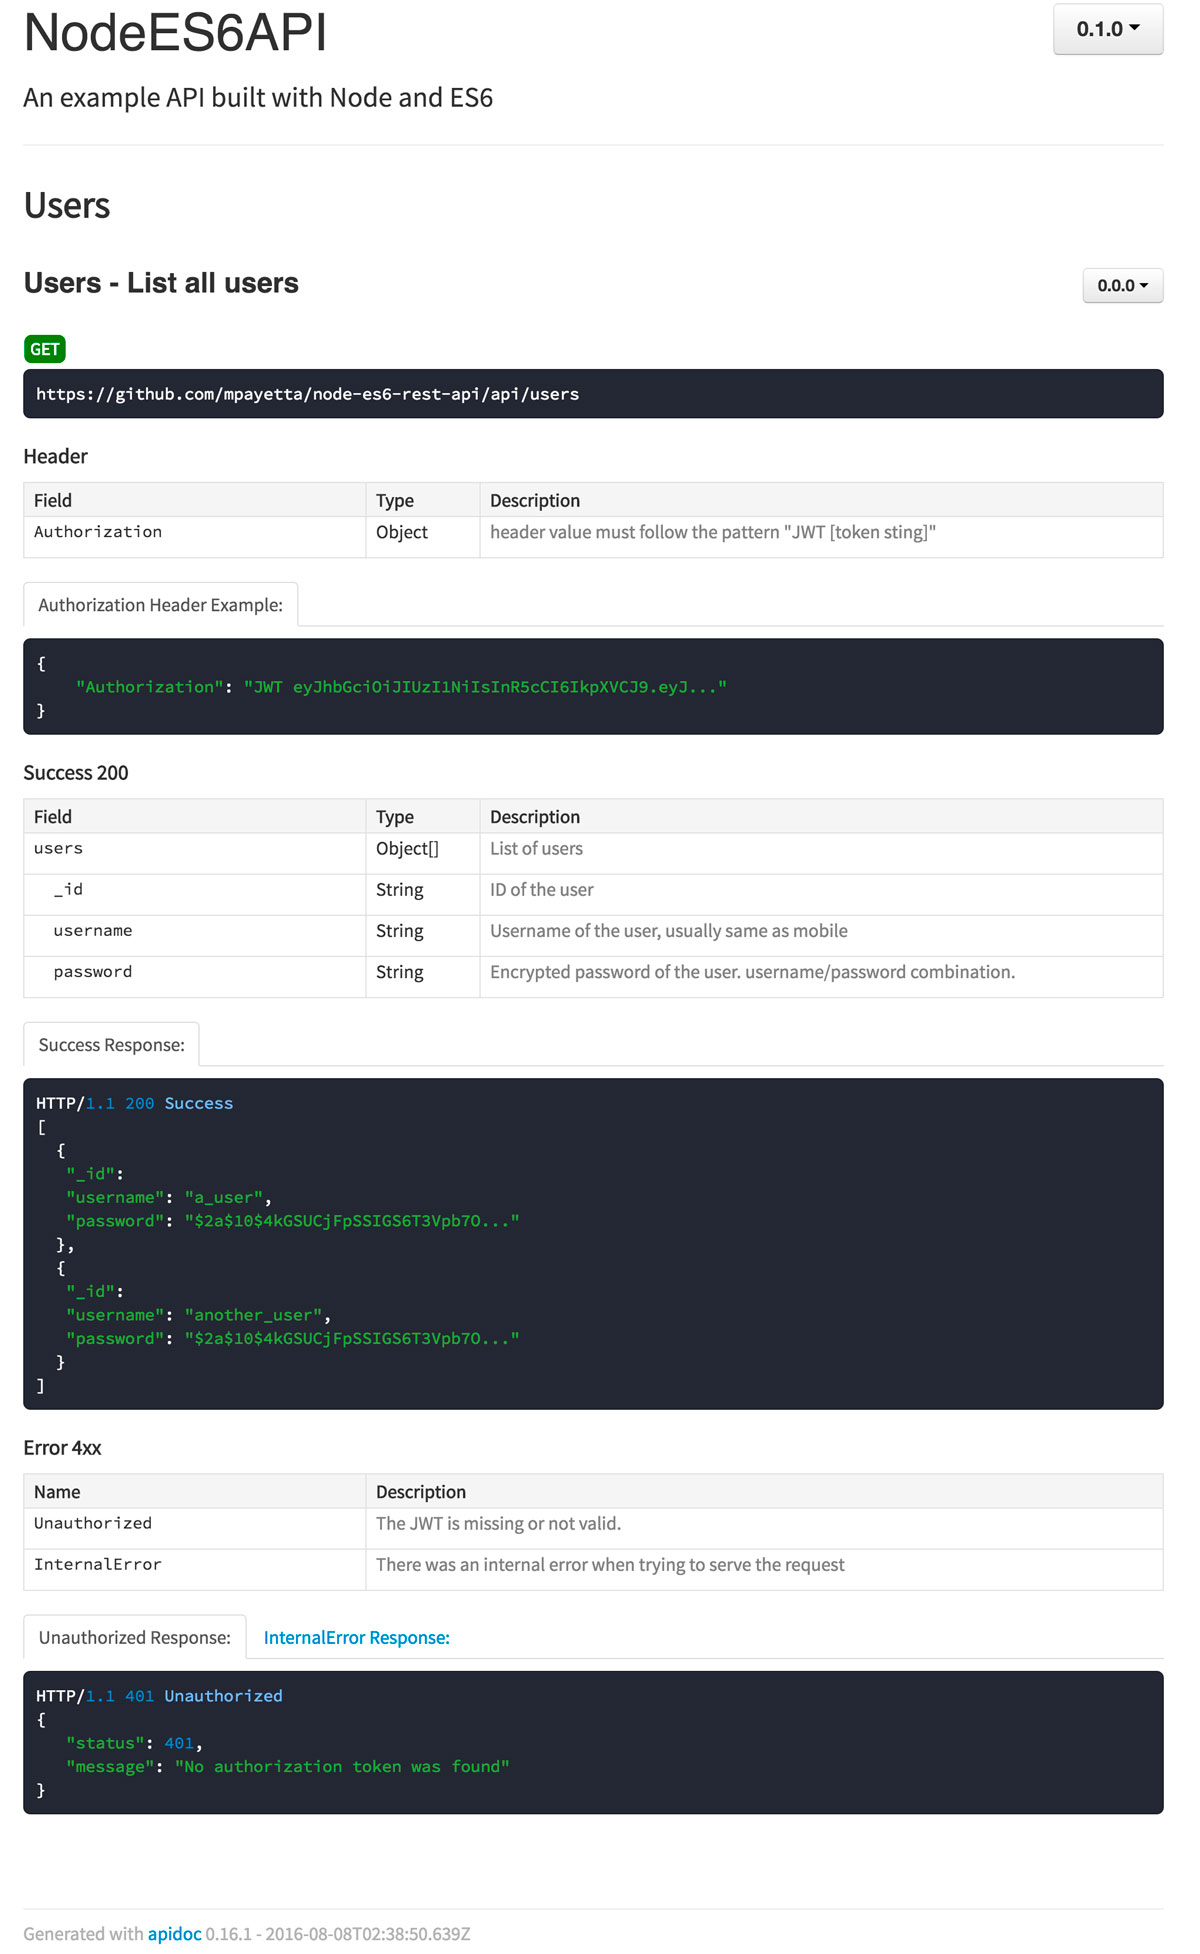 NodeES6API
0.1.0
An example API built with Node and ES6
Users
Users - List all users
0.0.0
GET
https://github.com/mpayetta/node-es6-rest-api/api/users
Header
Field Type Description
Authorization Object header value must follow the pattern "JWT [token sting]"
Authorization Header Example:
{
"Authorization": "JWT eyJhbGciOiJIUzI1NiIsInR5cCI6IkpXVCJ9.eyJ..."
}
Success 200
Field Type Description
users Object[] List of users
_id String ID of the user
username String Username of the user, usually same as mobile
password String Encrypted password of the user. username/password combination.
Success Response:
HTTP/1.1 200 Success
[
{
"_id":
"username": "a_user",
"password": "$2a$10$4kGSUCjFpSSIGS6T3Vpb7O..."
},
{
"_id":
"username": "another_user",
"password": "$2a$10$4kGSUCjFpSSIGS6T3Vpb7O..."
}
]
Error 4xx
Name Description
Unauthorized The JWT is missing or not valid.
InternalError There was an internal error when trying to serve the request
Unauthorized Response: InternalError Response:
HTTP/1.1 401 Unauthorized
{
"status": 401,
"message": "No authorization token was found"
}
Generated with apidoc 0.16.1 - 2016-08-08T02:38:50.639Z